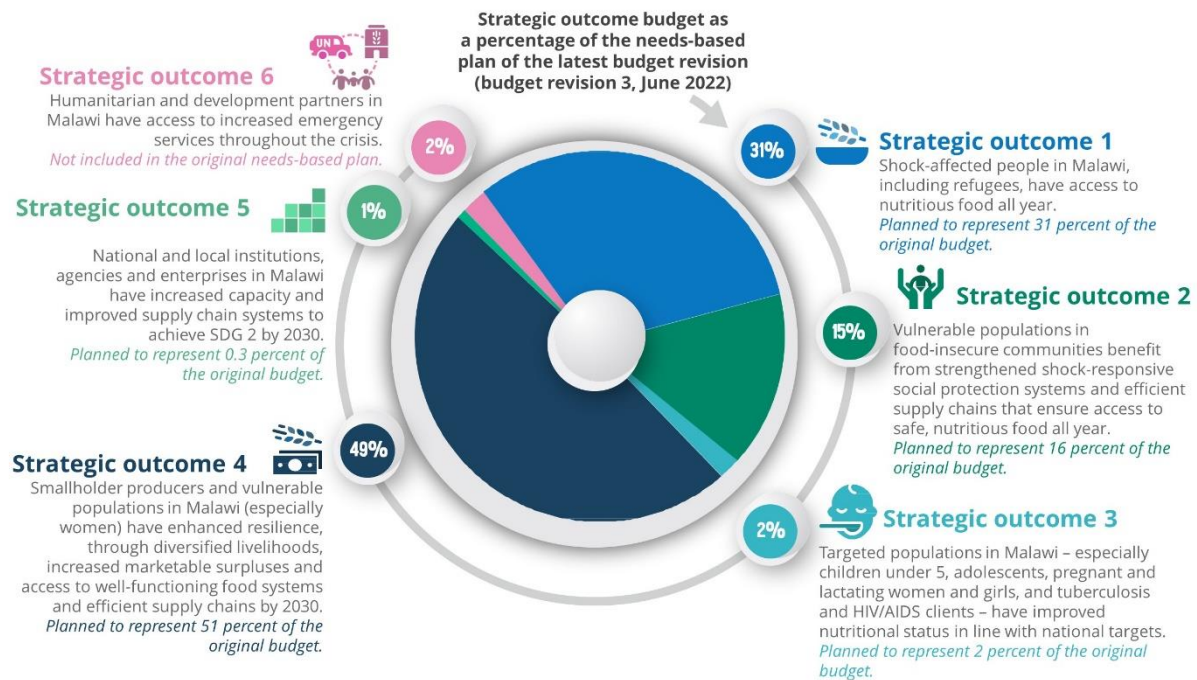 Strategic outcome budget as
a percentage of the needs-based
plan of the latest budget revision
(budget revision 3, June 2022)
31%
Strategic outcome 1
Shock-affected people in Malawi,
including refugees, have access to
nutritious food all year.
Planned to represent 31 percent of the
original budget.
15%
Strategic outcome 2
Vulnerable populations in
food-insecure communities benefit
from strengthened shock-responsive
social protection systems and efficient
supply chains that ensure access to
safe, nutritious food all year.
Planned to represent 16 percent of the
original budget.
2%
Strategic outcome 3
Targeted populations in Malawi – especially
children under 5, adolescents, pregnant and
lactating women and girls, and tuberculosis
and HIV/AIDS clients – have improved
nutritional status in line with national targets.
Planned to represent 2 percent of the original
budget.
49%
Strategic outcome 4
Smallholder producers and vulnerable
populations in Malawi (especially
women) have enhanced resilience,
through diversified livelihoods,
increased marketable surpluses and
access to well-functioning food systems
and efficient supply chains by 2030.
Planned to represent 51 percent of the
original budget.
1%
Strategic outcome 5
National and local institutions,
agencies and enterprises in Malawi
have increased capacity and
improved supply chain systems to
achieve SDG 2 by 2030.
Planned to represent 0.3 percent of
the original budget.
2%
UN
Strategic outcome 6
Humanitarian and development partners in
Malawi have access to increased emergency
services throughout the crisis.
Not included in the original needs-based plan.